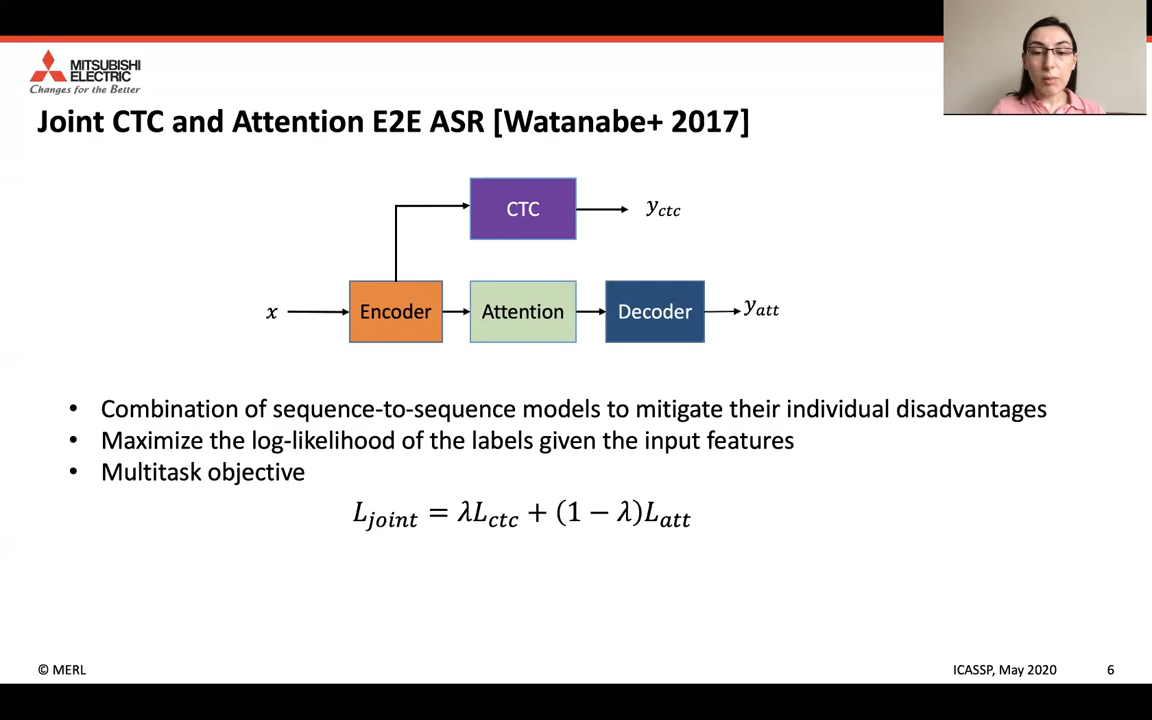 MITSUBISHI
ELECTRIC
Changes for the Better
Joint CTC and Attention E2E ASR [Watanabe+ 2017]
CTC
y_ctc
x
Encoder
Attention
Decoder
y_att
• Combination of sequence-to-sequence models to mitigate their individual disadvantages
• Maximize the log-likelihood of the labels given the input features
• Multitask objective
L_joint = λL_ctc + (1 − λ)L_att
© MERL
ICASSP, May 2020
6